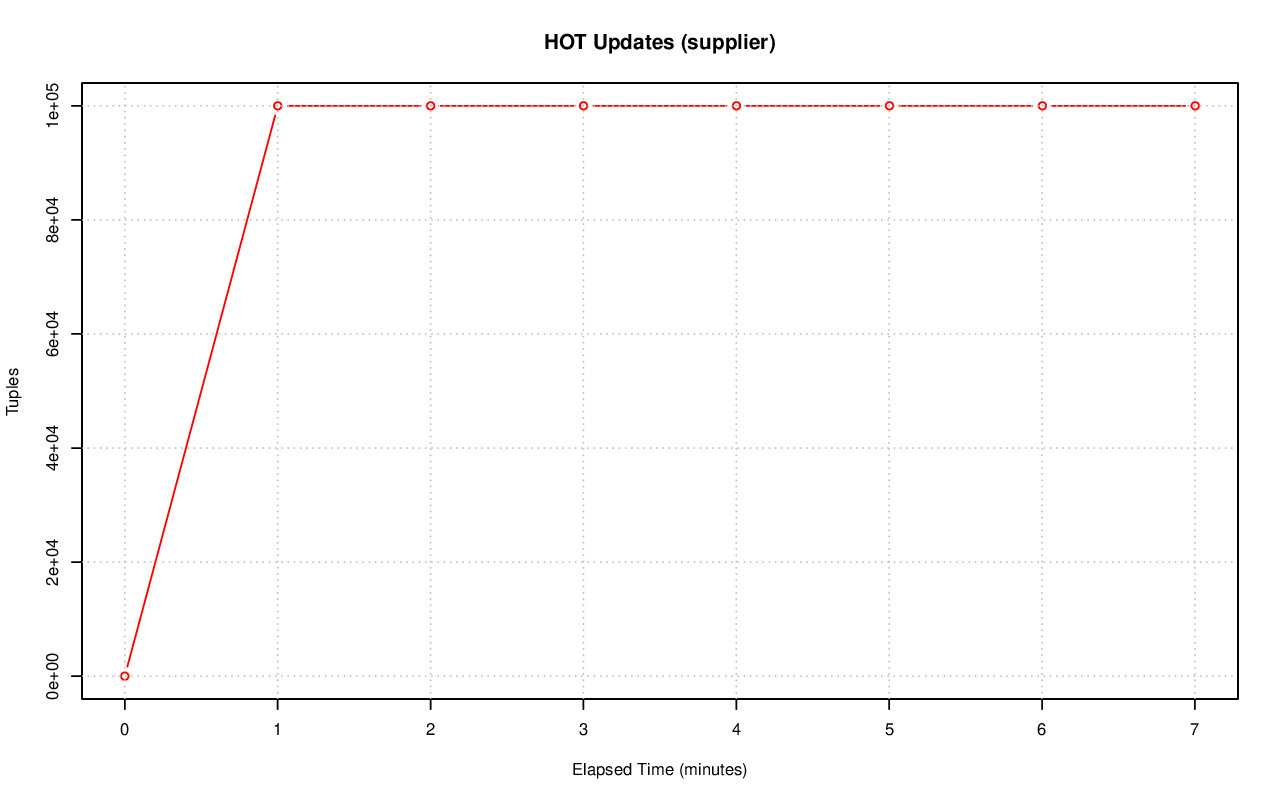 HOT Updates (supplier)
1e+05
8e+04
6e+04
4e+04
2e+04
0e+00
Tuples
0 1 2 3 4 5 6 7
Elapsed Time (minutes)